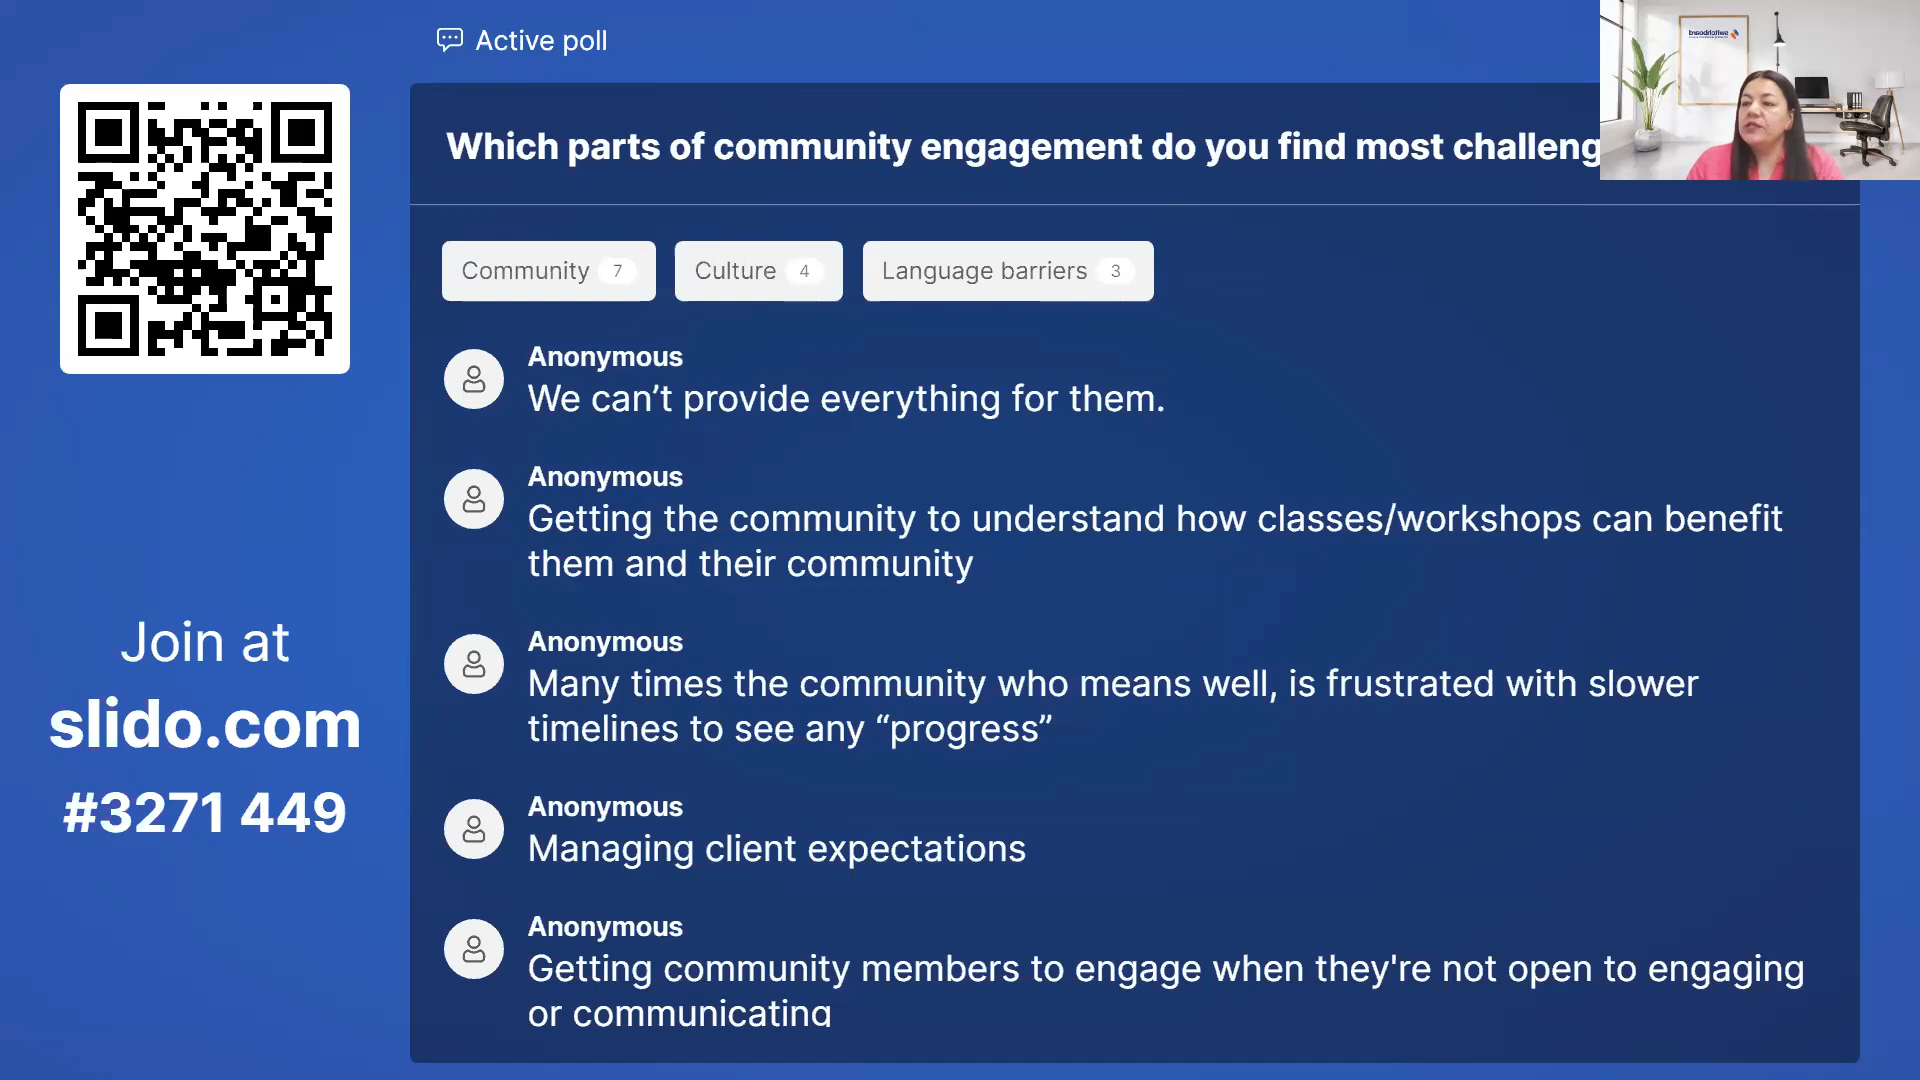 Active poll
Which parts of community engagement do you find most challeng
Community 7
Culture 4
Language barriers 3
Anonymous
We can’t provide everything for them.
Anonymous
Getting the community to understand how classes/workshops can benefit
them and their community
Anonymous
Many times the community who means well, is frustrated with slower
timelines to see any “progress”
Anonymous
Managing client expectations
Anonymous
Getting community members to engage when they're not open to engaging
or communicating
Join at
slido.com
#3271 449